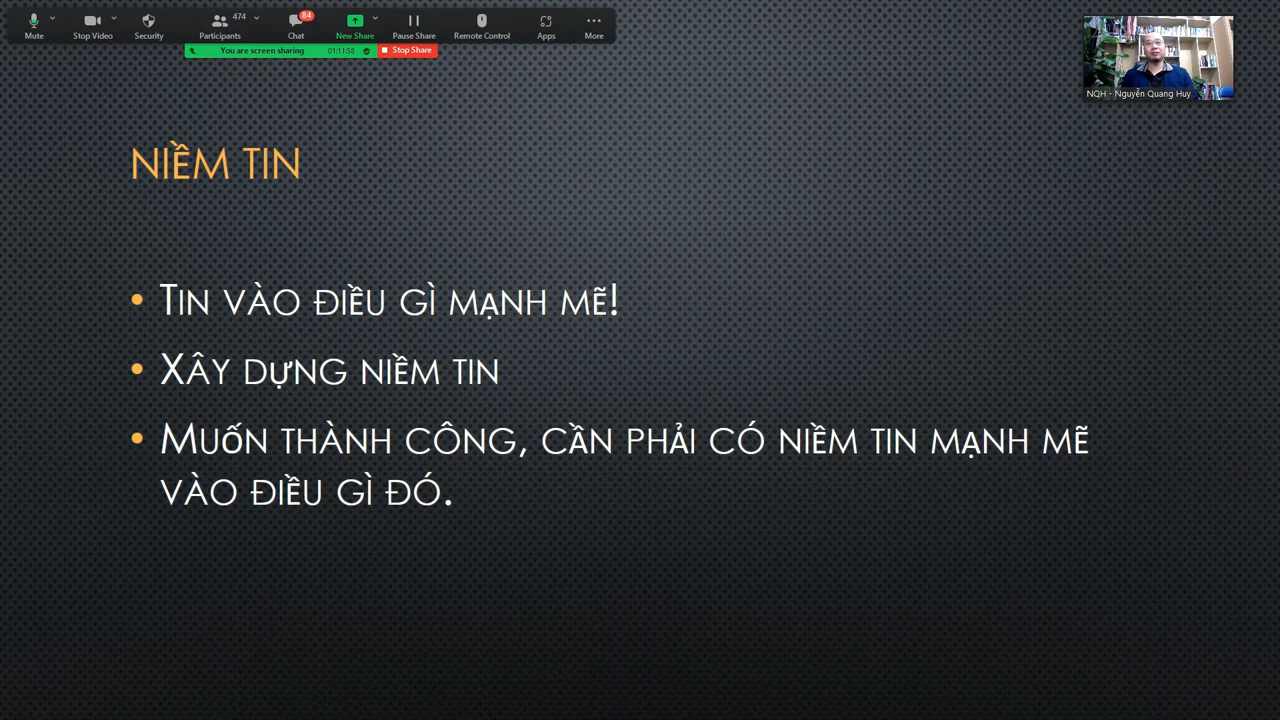 Mute
Stop Video
Security
474
Participants
84
Chat
New Share
Pause Share
Remote Control
Apps
More
You are screen sharing
01:11:58
Stop Share
NQH - Nguyễn Quang Huy
NIỀM TIN
• TIN VÀO ĐIỀU GÌ MẠNH MẼ!
• XÂY DỰNG NIỀM TIN
• MUỐN THÀNH CÔNG, CẦN PHẢI CÓ NIỀM TIN MẠNH MẼ
VÀO ĐIỀU GÌ ĐÓ.